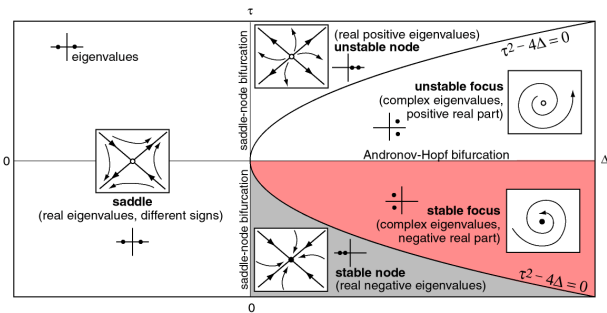 τ
eigenvalues
saddle-node bifurcation
(real positive eigenvalues)
unstable node
τ²−4Δ=0
unstable focus
(complex eigenvalues,
positive real part)
0
Andronov-Hopf bifurcation
Δ
saddle
(real eigenvalues, different signs)
saddle-node bifurcation
stable focus
(complex eigenvalues,
negative real part)
stable node
(real negative eigenvalues)
τ²−4Δ=0
0